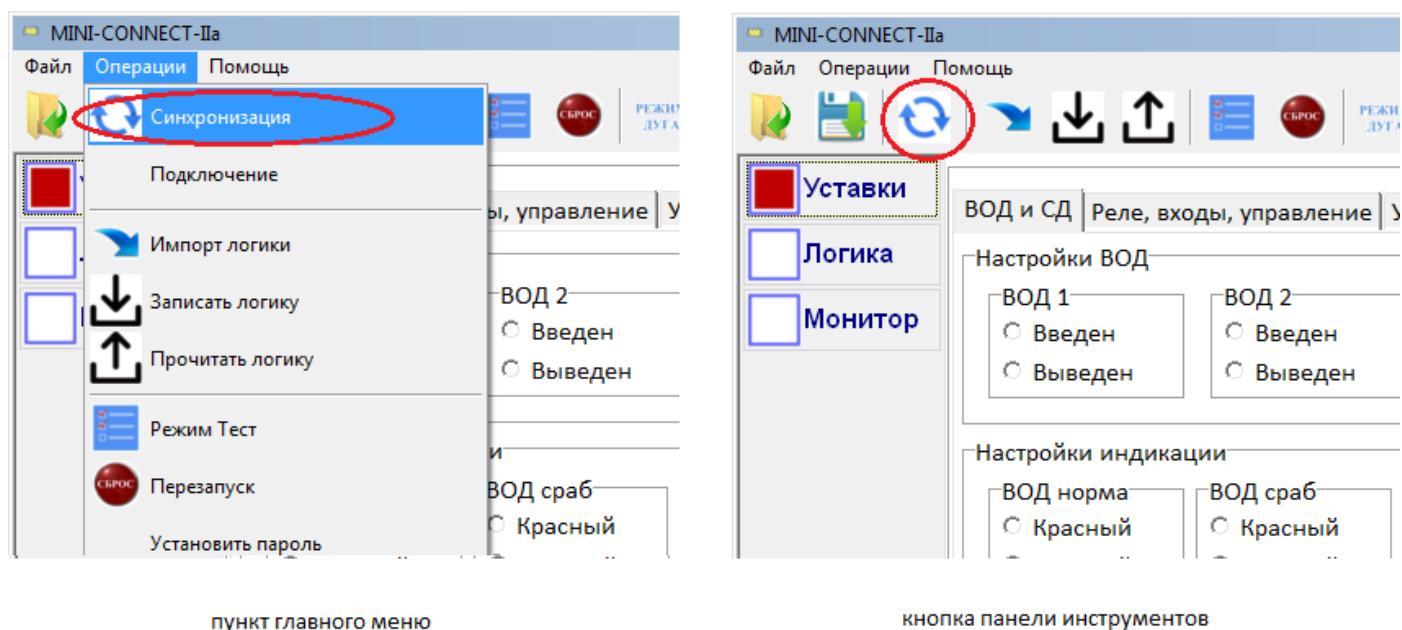 MINI-CONNECT-IIa
Файл Операции Помощь
Синхронизация
СБРОС
Подключение
ы, управление
Импорт логики
Записать логику
ВОД 2
Введен
Прочитать логику
Выведен
Режим Тест
и
СБРОС
Перезапуск
ВОД сраб
Красный
Установить пароль
пункт главного меню
MINI-CONNECT-IIa
Файл Операции Помощь
СБРОС
Уставки
ВОД и СД Реле, входы, управление
Логика
Настройки ВОД
ВОД 1 ВОД 2
Монитор
Введен Введен
Выведен Выведен
Настройки индикации
ВОД норма ВОД сраб
Красный Красный
кнопка панели инструментов